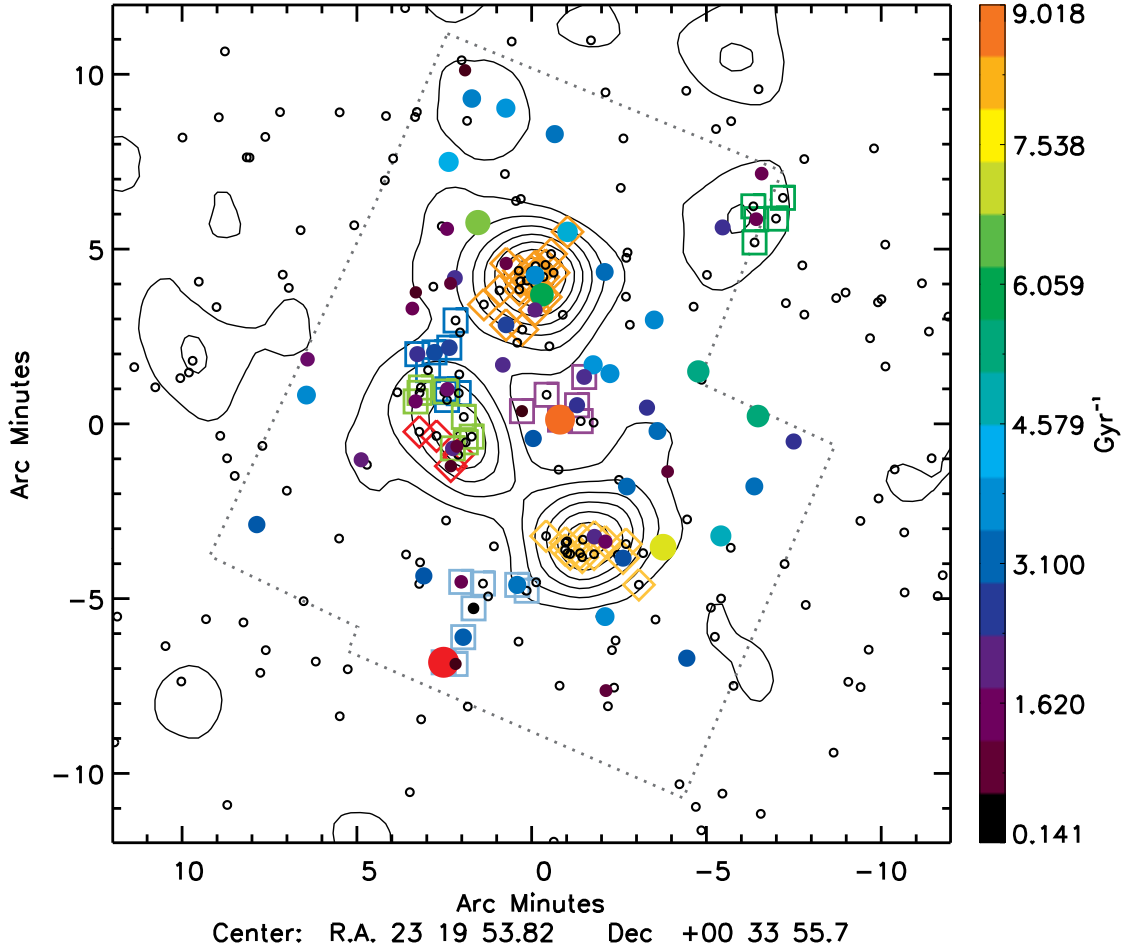 10
5
0
−5
−10
Arc Minutes
10 5 0 −5 −10
Arc Minutes
Center: R.A. 23 19 53.82 Dec +00 33 55.7
9.018
7.538
6.059
4.579
3.100
1.620
0.141
Gyr⁻¹